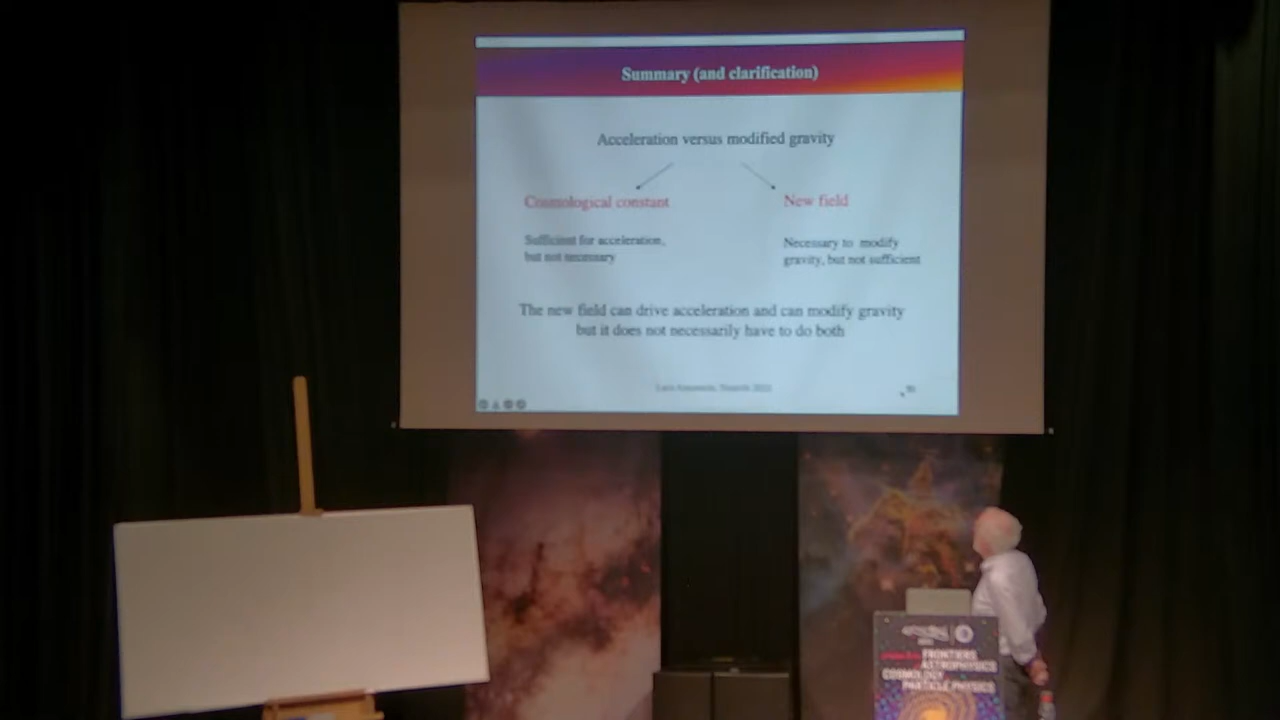 Summary (and clarification)
Acceleration versus modified gravity
Cosmological constant
New field
Sufficient for acceleration,
but not necessary
Necessary to modify
gravity, but not sufficient
The new field can drive acceleration and can modify gravity
but it does not necessarily have to do both
FRONTIERS
ASTROPHYSICS
COSMOLOGY
PARTICLE PHYSICS